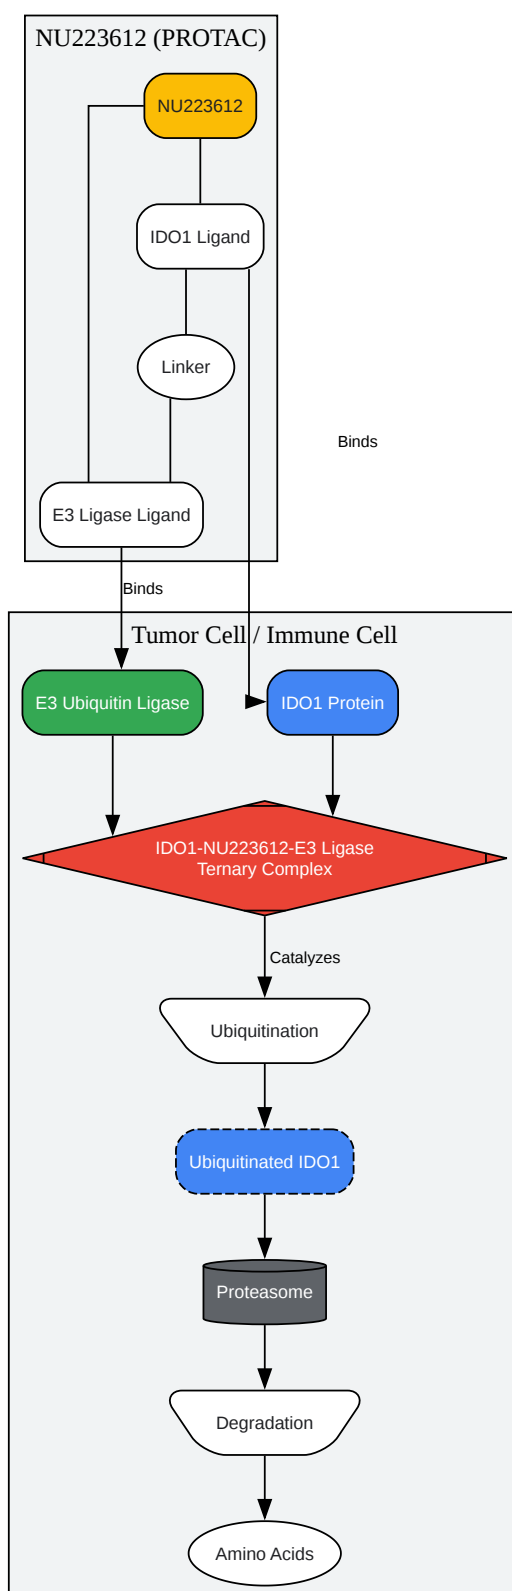 NU223612 (PROTAC)
NU223612
IDO1 Ligand
Linker
Binds
E3 Ligase Ligand
Binds
Tumor Cell / Immune Cell
E3 Ubiquitin Ligase
IDO1 Protein
IDO1-NU223612-E3 Ligase
Ternary Complex
Catalyzes
Ubiquitination
Ubiquitinated IDO1
Proteasome
Degradation
Amino Acids